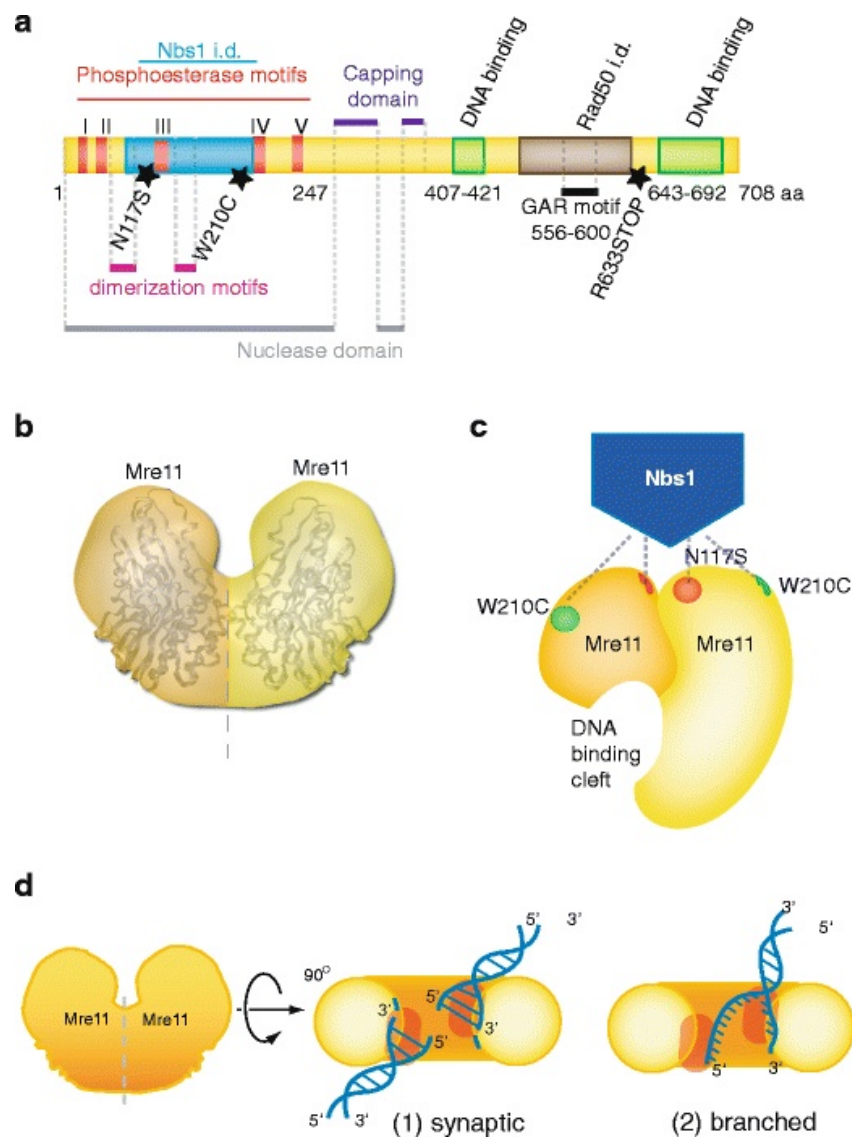 a
Nbs1 i.d.
Phosphoesterase motifs
Capping
domain
DNA binding
Rad50 i.d.
DNA binding
I II III IV V
1
N117S
W210C
247
407-421
GAR motif
556-600
R633STOP
643-692
708 aa
dimerization motifs
Nuclease domain
b
Mre11
Mre11
c
Nbs1
N117S
W210C
W210C
Mre11
Mre11
DNA
binding
cleft
d
Mre11 Mre11
90°
5' 3'
5'
3'
3'
5'
5' 3'
(1) synaptic
3'
5'
5'
3'
(2) branched